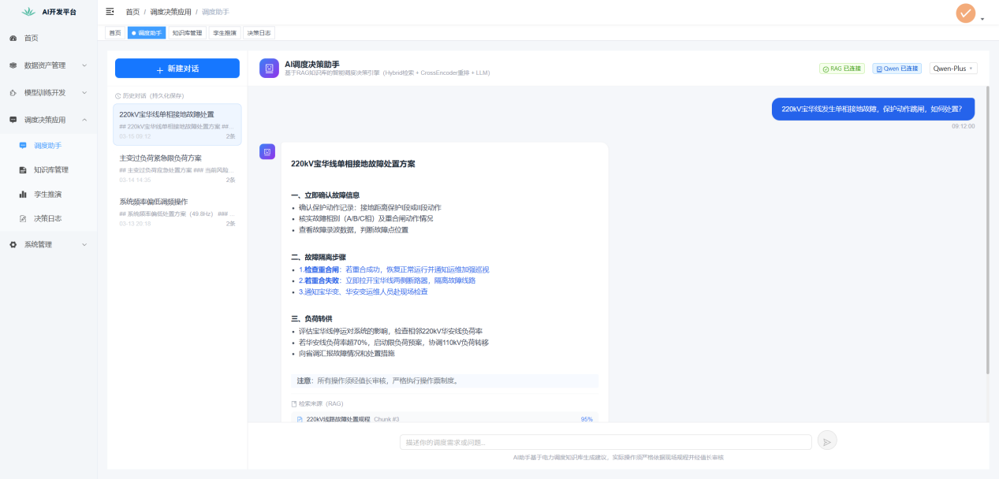 AI开发平台
首页
数据资产管理
模型训练开发
调度决策应用
调度助手
知识库管理
孪生推演
决策日志
系统管理
首页 / 调度决策应用 / 调度助手
首页
调度助手
知识库管理
孪生推演
决策日志
+ 新建对话
历史对话（持久化保存）
220kV宝华线单相接地故障处置
## 220kV宝华线单相接地故障处置方案 ##...
03-15 09:12
2条
主变过负荷紧急限负荷方案
## 主变过负荷应急处置方案 ### 当前风险...
03-14 14:35
2条
系统频率偏低调频操作
## 系统频率偏低处置方案（49.8Hz） ### ...
03-13 20:18
2条
AI调度决策助手
基于RAG知识库的智能调度决策引擎（Hybrid检索 + CrossEncoder重排 + LLM）
RAG 已连接
Qwen 已连接
Qwen-Plus
220kV宝华线发生单相接地故障，保护动作跳闸，如何处置？
09:12:00
220kV宝华线单相接地故障处置方案
一、立即确认故障信息
• 确认保护动作记录：接地距离保护I段或II段动作
• 核实故障相别（A/B/C相）及重合闸动作情况
• 查看故障录波数据，判断故障点位置
二、故障隔离步骤
• 1.检查重合闸：若重合成功，恢复正常运行并通知运维加强巡视
• 2.若重合失败：立即拉开宝华线两侧断路器，隔离故障线路
• 3.通知宝华变、华安变运维人员赴现场检查
三、负荷转供
• 评估宝华线停运对系统的影响，检查相邻220kV华安线负荷率
• 若华安线负荷率超70%，启动限负荷预案，协调110kV负荷转移
• 向省调汇报故障情况和处置措施
注意：所有操作须经值长审核，严格执行操作票制度。
检索来源（RAG）
220kV线路故障处置规程 Chunk #3
95%
描述你的调度需求或问题...
AI助手基于电力调度知识库生成建议，实际操作须严格依据现场规程并经值长审核